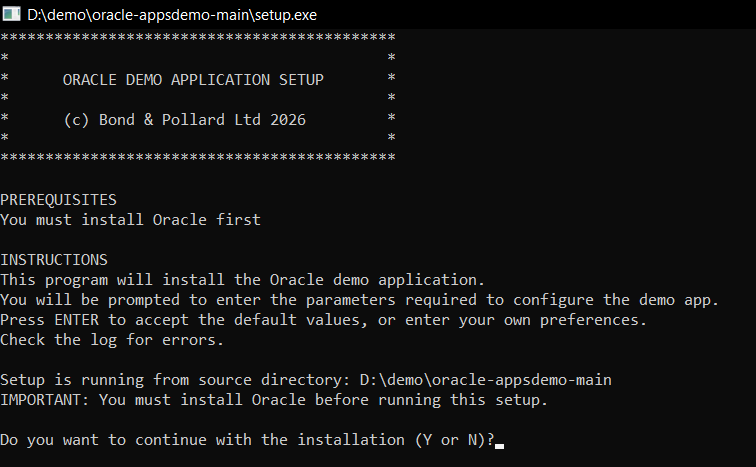 D:\demo\oracle-appsdemo-main\setup.exe
********************************************
*                                          *
*      ORACLE DEMO APPLICATION SETUP       *
*                                          *
*      (c) Bond & Pollard Ltd 2026         *
*                                          *
********************************************
PREREQUISITES
You must install Oracle first
INSTRUCTIONS
This program will install the Oracle demo application.
You will be prompted to enter the parameters required to configure the demo app.
Press ENTER to accept the default values, or enter your own preferences.
Check the log for errors.
Setup is running from source directory: D:\demo\oracle-appsdemo-main
IMPORTANT: You must install Oracle before running this setup.
Do you want to continue with the installation (Y or N)?